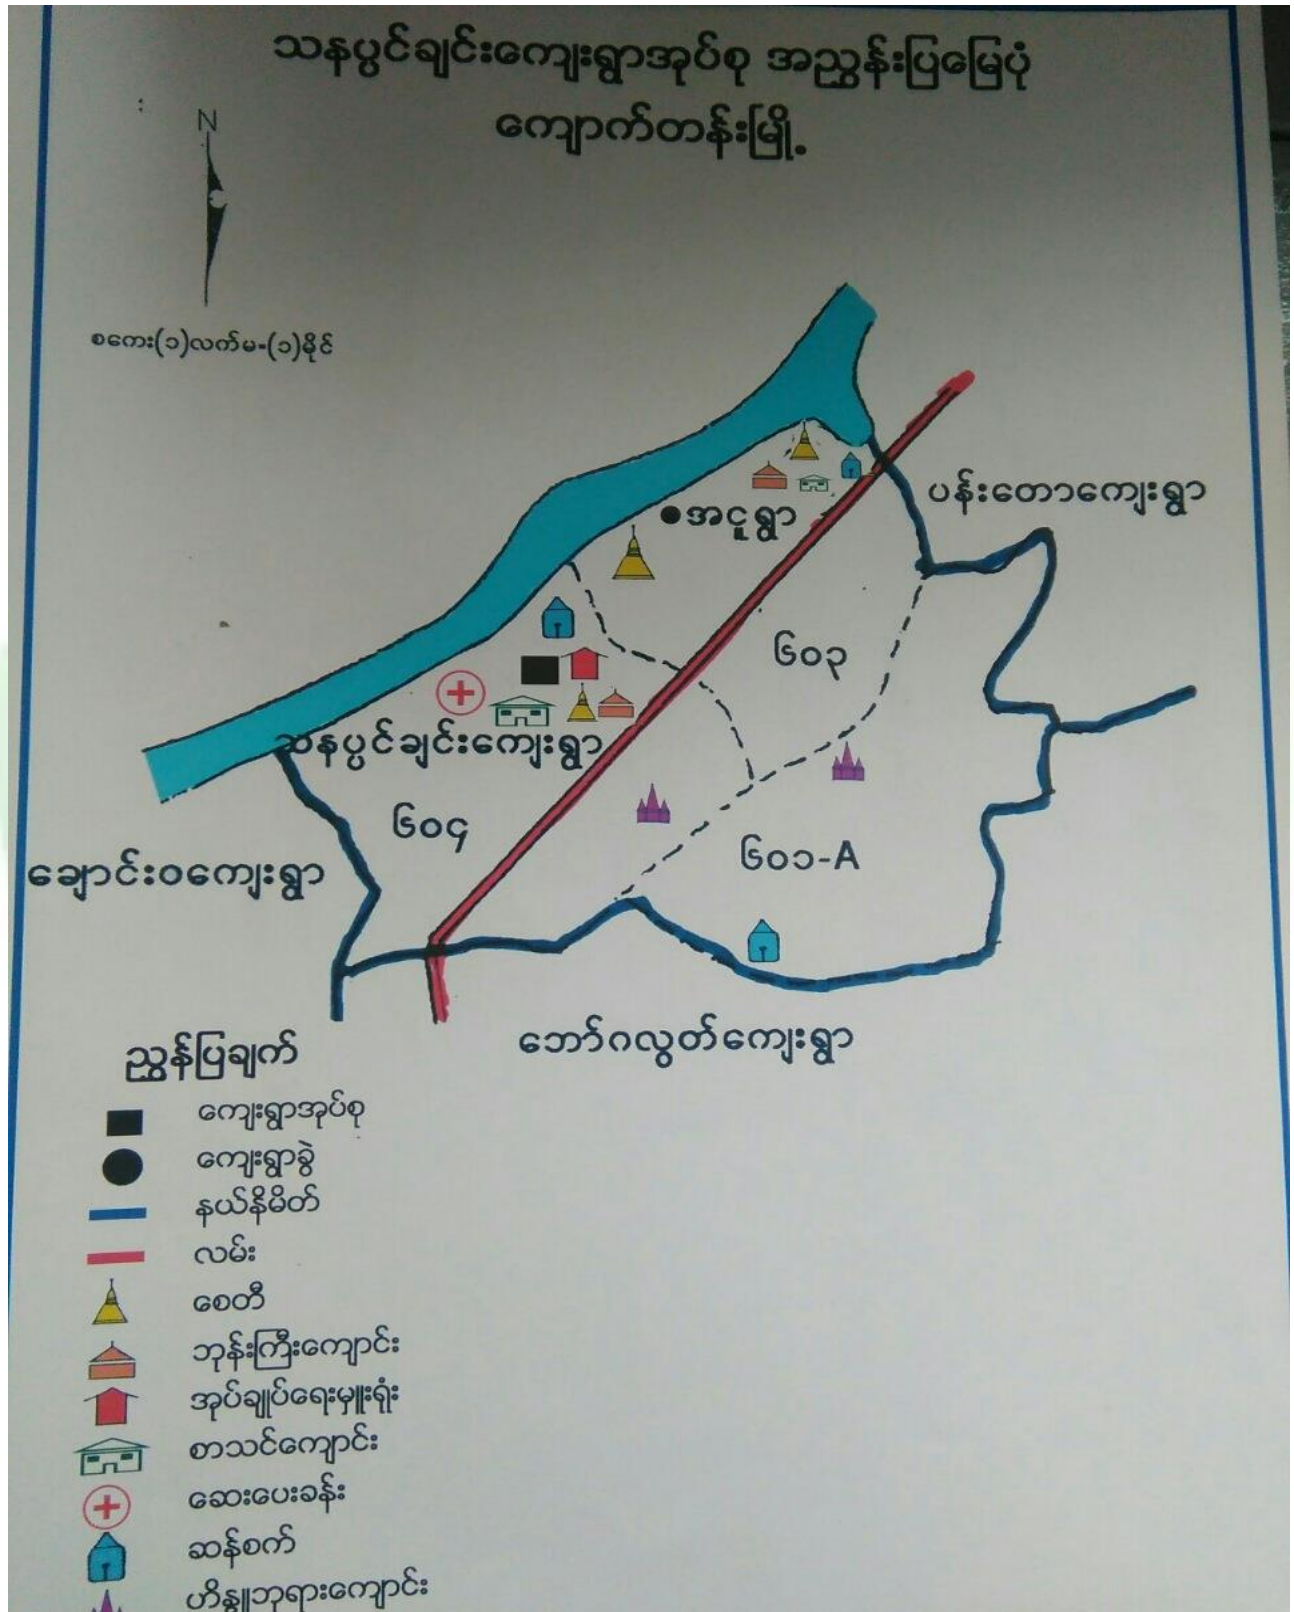 သနပ္ပင်ချင်းကျေးရွာအုပ်စု အညွှန်းပြမြေပုံ
ကျောက်တန်းမြို့
N
စကေး(၁)လက်မ-(၁)မိုင်
ပန်းတောကျေးရွာ
အငူရွာ
၆၀၃
သနပ္ပင်ချင်းကျေးရွာ
၆၀၄
၆၀၁-A
ချောင်းဝကျေးရွာ
ဘော်ဂလွတ်ကျေးရွာ
ညွှန်ပြချက်
ကျေးရွာအုပ်စု
ကျေးရွာခွဲ
နယ်နိမိတ်
လမ်း
စေတီ
ဘုန်းကြီးကျောင်း
အုပ်ချုပ်ရေးမှူးရုံး
စာသင်ကျောင်း
ဆေးပေးခန်း
ဆန်စက်
ဟိန္ဒူဘုရားကျောင်း